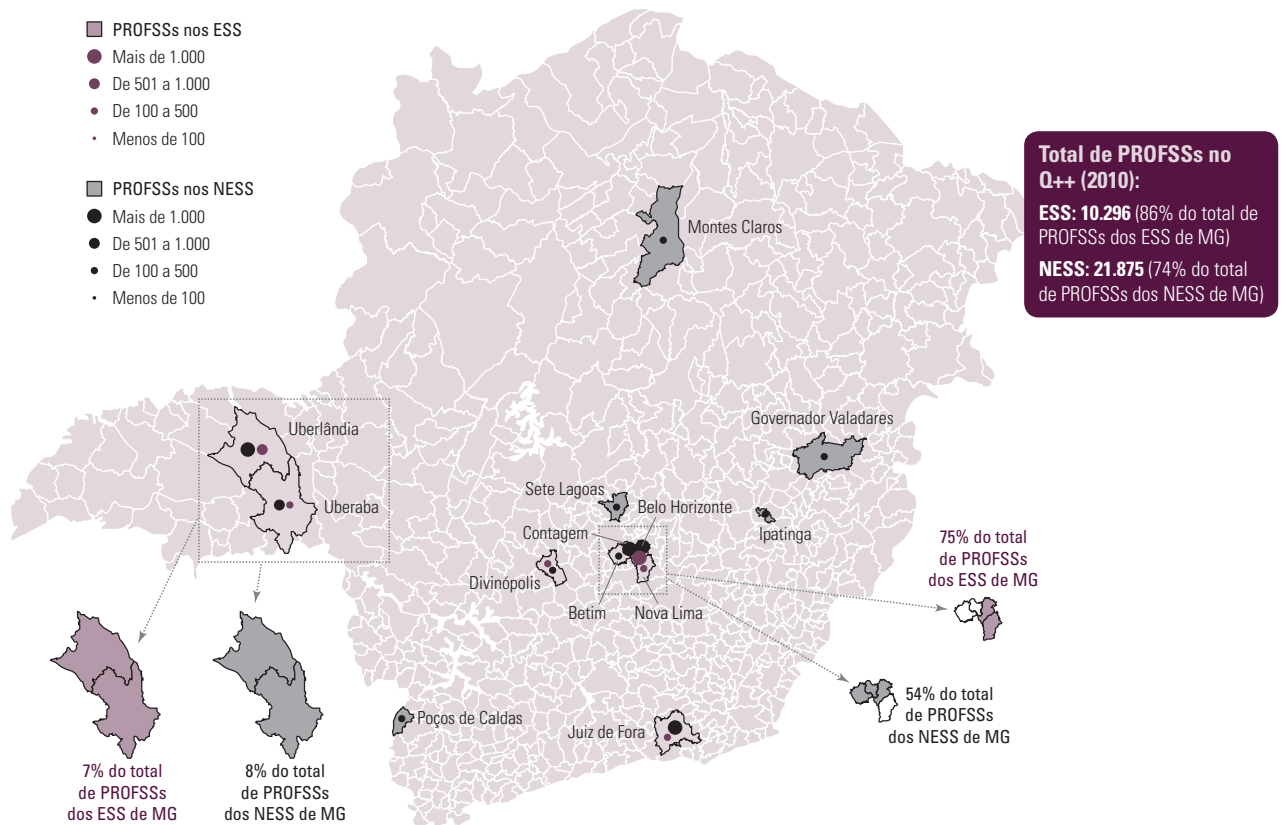 PROFSSs nos ESS
Mais de 1.000
De 501 a 1.000
De 100 a 500
Menos de 100
PROFSSs nos NESS
Mais de 1.000
De 501 a 1.000
De 100 a 500
Menos de 100
Total de PROFSSs no
Q++ (2010):
ESS: 10.296 (86% do total de
PROFSSs dos ESS de MG)
NESS: 21.875 (74% do total
de PROFSSs dos NESS de MG)
Montes Claros
Uberlândia
Uberaba
Governador Valadares
Sete Lagoas
Belo Horizonte
Contagem
Ipatinga
Divinópolis
Betim
Nova Lima
75% do total
de PROFSSs
dos ESS de MG
54% do total
de PROFSSs
dos NESS de MG
Poços de Caldas
Juiz de Fora
7% do total
de PROFSSs
dos ESS de MG
8% do total
de PROFSSs
dos NESS de MG